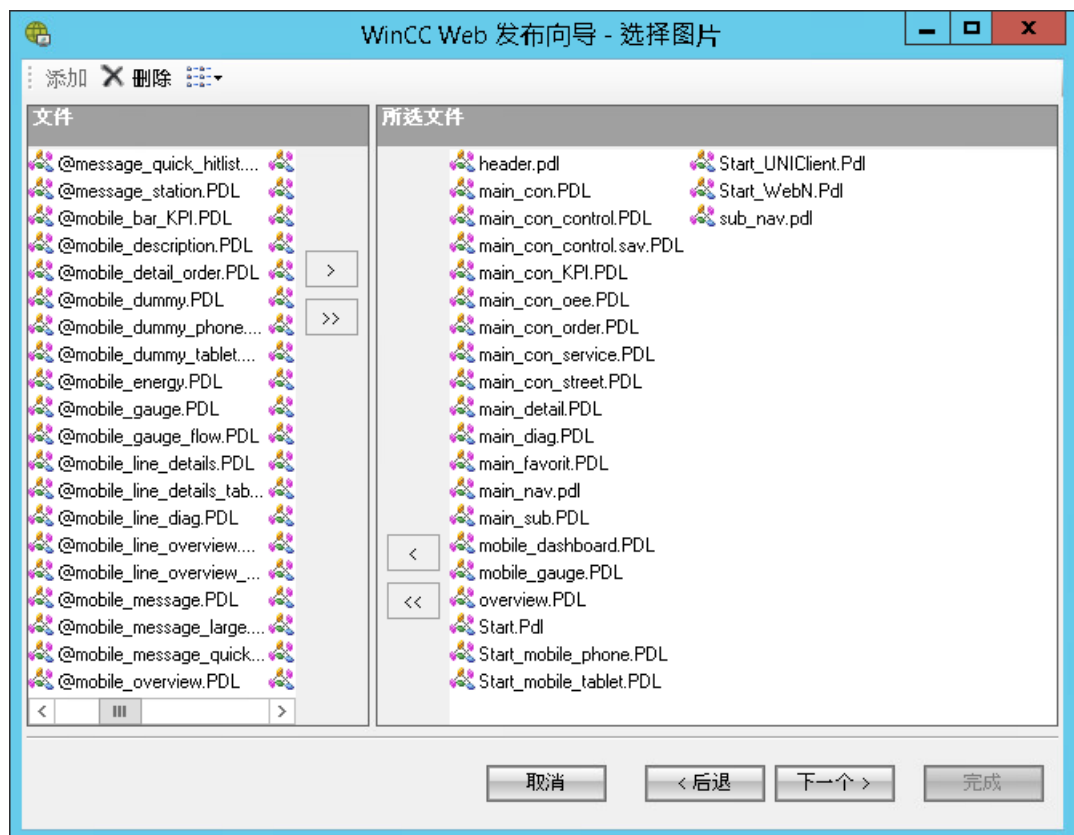 WinCC Web 发布向导 - 选择图片
添加 删除
文件
@message_quick_hitlist....
@message_station.PDL
@mobile_bar_KPI.PDL
@mobile_description.PDL
@mobile_detail_order.PDL
@mobile_dummy.PDL
@mobile_dummy_phone....
@mobile_dummy_tablet....
@mobile_energy.PDL
@mobile_gauge.PDL
@mobile_gauge_flow.PDL
@mobile_line_details.PDL
@mobile_line_details_tab...
@mobile_line_diag.PDL
@mobile_line_overview....
@mobile_line_overview_...
@mobile_message.PDL
@mobile_message_large....
@mobile_message_quick...
@mobile_overview.PDL
>
>>
所选文件
<
<<
header.pdl
main_con.PDL
main_con_control.PDL
main_con_control.sav.PDL
main_con_KPI.PDL
main_con_oee.PDL
main_con_order.PDL
main_con_service.PDL
main_con_street.PDL
main_detail.PDL
main_diag.PDL
main_favorit.PDL
main_nav.pdl
main_sub.PDL
mobile_dashboard.PDL
mobile_gauge.PDL
overview.PDL
Start.Pdl
Start_mobile_phone.PDL
Start_mobile_tablet.PDL
Start_UNIClient.Pdl
Start_WebN.Pdl
sub_nav.pdl
取消 < 后退 下一个 > 完成